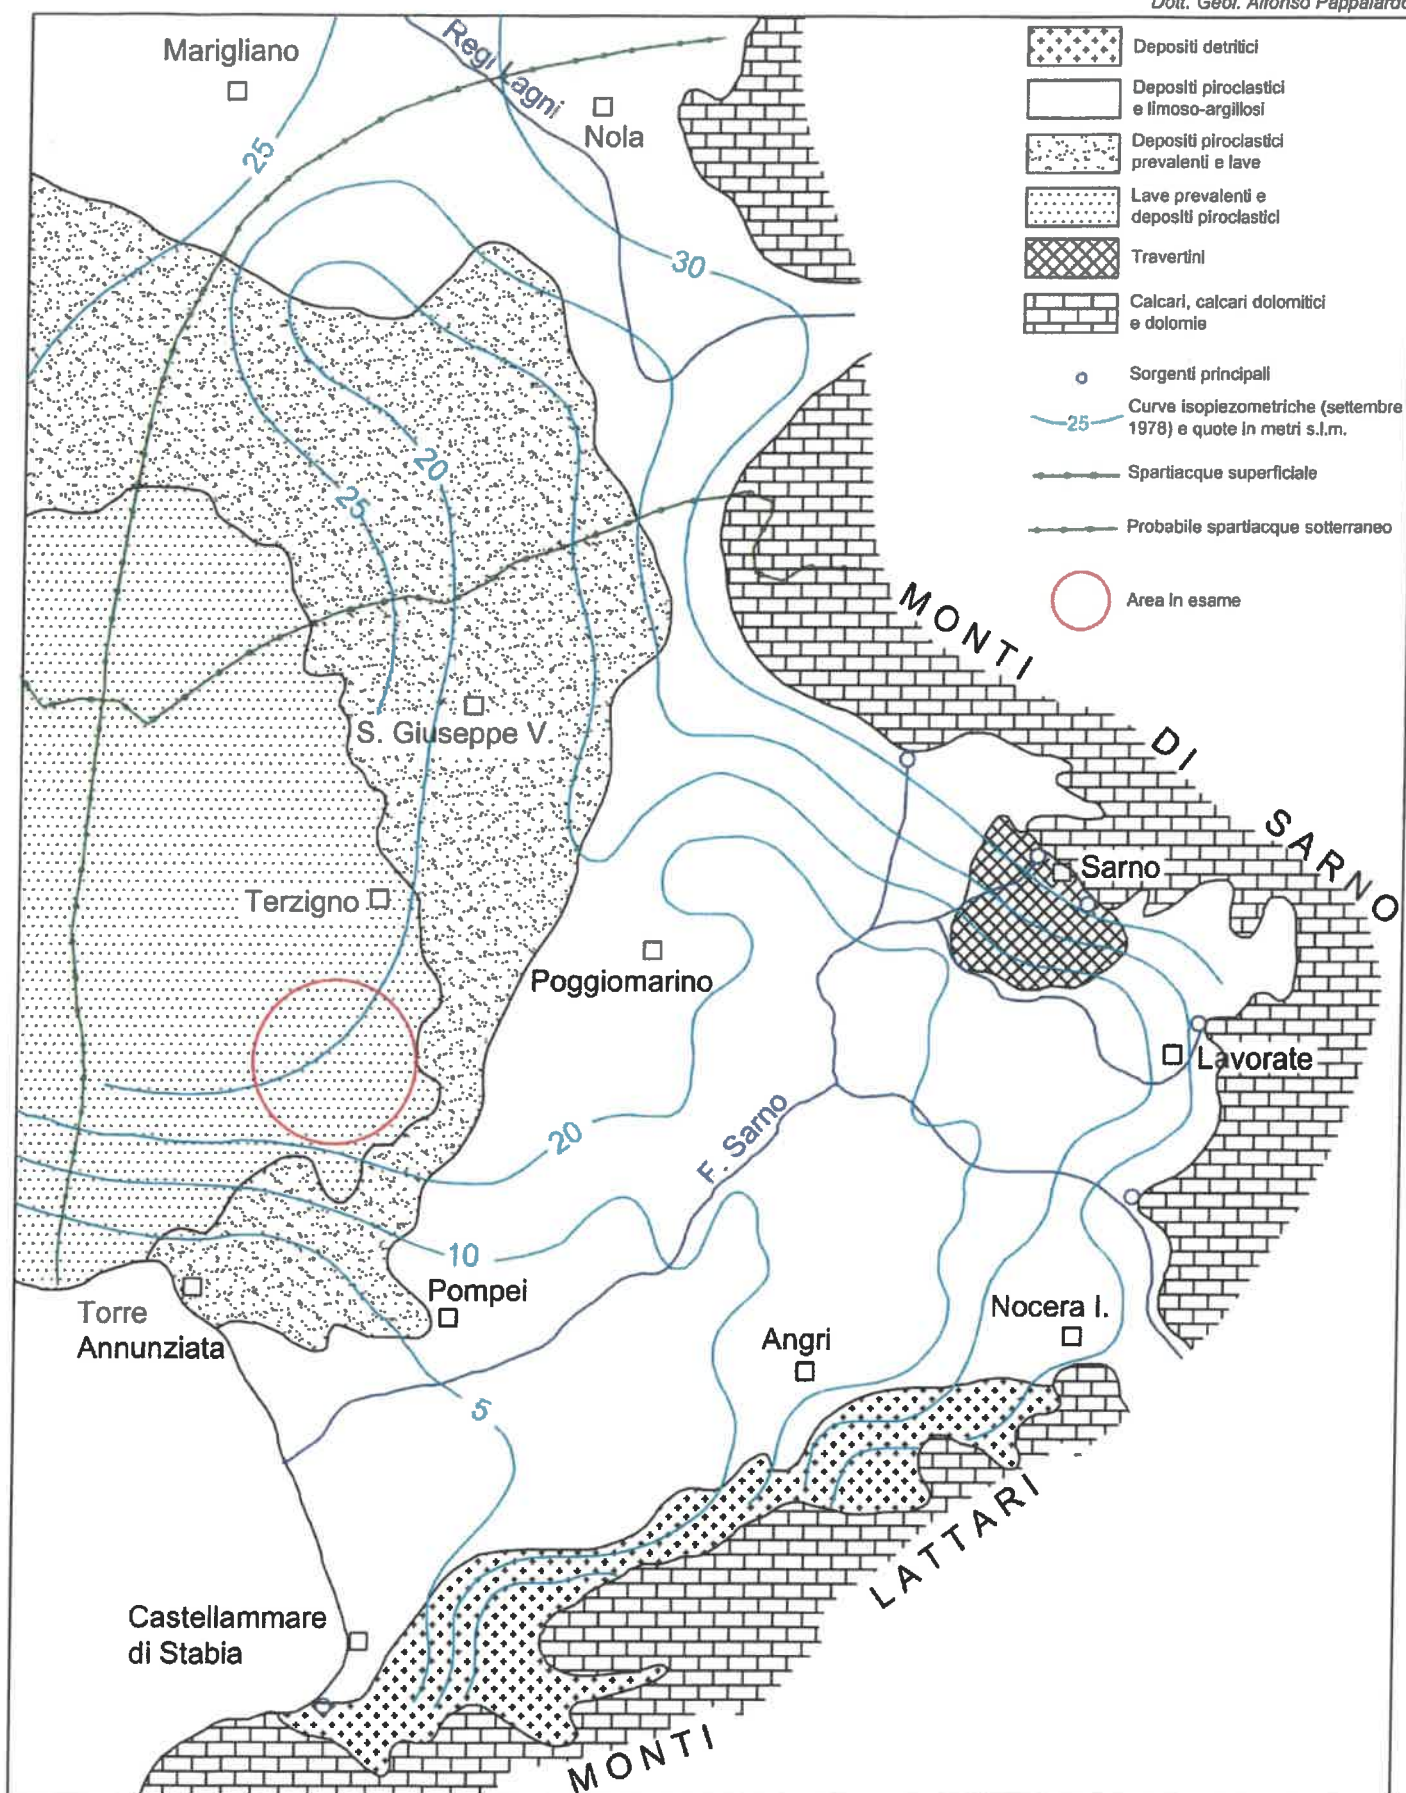 Dott. Geol. Alfonso Pappalardo
Marigliano
Regi Lagni
Nola
25
30
20
25
S. Giuseppe V.
Terzigno
Poggiomarino
Sarno
Lavorate
20
F. Sarno
10
Pompei
Torre
Annunziata
Nocera I.
Angri
5
Castellammare
di Stabia
MONTI DI SARNO
MONTI LATTARI
Depositi detritici
Depositi piroclastici
e limoso-argillosi
Depositi piroclastici
prevalenti e lave
Lave prevalenti e
depositi piroclastici
Travertini
Calcari, calcari dolomitici
e dolomie
Sorgenti principali
25
Curve isopiezometriche (settembre
1978) e quote in metri s.l.m.
Spartiacque superficiale
Probabile spartiacque sotterraneo
Area in esame